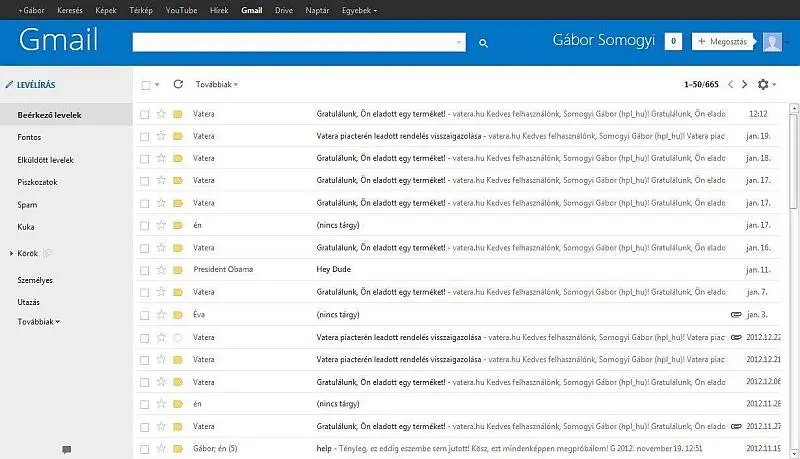 +Gábor Keresés Képek Térkép YouTube Hírek Gmail Drive Naptár Egyebek
Gmail
Gábor Somogyi 0 + Megosztás
LEVÉLÍRÁS
Továbbiak 1–50/665
Beérkező levelek
Fontos
Elküldött levelek
Piszkozatok
Spam
Kuka
Körök
Személyes
Utazás
Továbbiak
Vatera Gratulálunk, Ön eladott egy terméket! - vatera.hu Kedves felhasználónk, Somogyi Gábor (hpl_hu)! Gratulálunk, Ön elado 12:12
Vatera Vatera piacterén leadott rendelés visszaigazolása - vatera.hu Kedves felhasználónk, Somogyi Gábor (hpl_hu)! Vatera piact jan. 19.
Vatera Gratulálunk, Ön eladott egy terméket! - vatera.hu Kedves felhasználónk, Somogyi Gábor (hpl_hu)! Gratulálunk, Ön elado jan. 18.
Vatera Gratulálunk, Ön eladott egy terméket! - vatera.hu Kedves felhasználónk, Somogyi Gábor (hpl_hu)! Gratulálunk, Ön elado jan. 17.
Vatera Gratulálunk, Ön eladott egy terméket! - vatera.hu Kedves felhasználónk, Somogyi Gábor (hpl_hu)! Gratulálunk, Ön elado jan. 17.
én (nincs tárgy) jan. 17.
Vatera Gratulálunk, Ön eladott egy terméket! - vatera.hu Kedves felhasználónk, Somogyi Gábor (hpl_hu)! Gratulálunk, Ön elado jan. 16.
President Obama Hey Dude jan. 11.
Vatera Gratulálunk, Ön eladott egy terméket! - vatera.hu Kedves felhasználónk, Somogyi Gábor (hpl_hu)! Gratulálunk, Ön elado jan. 7.
Éva (nincs tárgy) jan. 3.
Vatera Vatera piacterén leadott rendelés visszaigazolása - vatera.hu Kedves felhasználónk, Somogyi Gábor (hpl_hu)! Vatera piact 2012.12.22
Vatera Vatera piacterén leadott rendelés visszaigazolása - vatera.hu Kedves felhasználónk, Somogyi Gábor (hpl_hu)! Vatera piact 2012.12.21
Vatera Gratulálunk, Ön eladott egy terméket! - vatera.hu Kedves felhasználónk, Somogyi Gábor (hpl_hu)! Gratulálunk, Ön elado 2012.12.06
én (nincs tárgy) 2012.11.28
Vatera Gratulálunk, Ön eladott egy terméket! - vatera.hu Kedves felhasználónk, Somogyi Gábor (hpl_hu)! Gratulálunk, Ön elado 2012.11.27
Gábor, én (5) help - Tényleg, ez eddig eszembe sem jutott! Kösz, ezt mindenképpen megpróbálom! G 2012. november 19. 12:51 2012.11.19